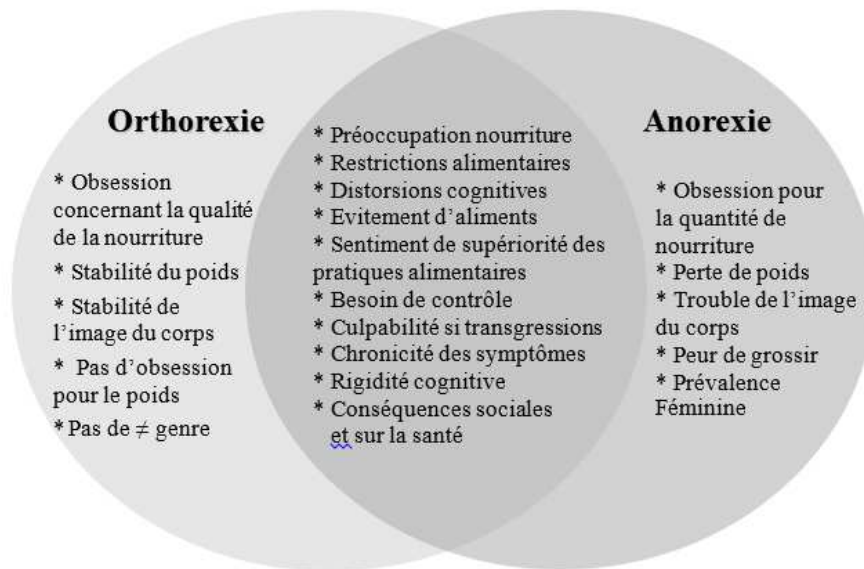 Orthorexie
* Obsession
concernant la qualité
de la nourriture
* Stabilité du poids
* Stabilité de
l'image du corps
* Pas d'obsession
pour le poids
* Pas de ≠ genre
* Préoccupation nourriture
* Restrictions alimentaires
* Distorsions cognitives
* Evitement d'aliments
* Sentiment de supériorité des
pratiques alimentaires
* Besoin de contrôle
* Culpabilité si transgressions
* Chronicité des symptômes
* Rigidité cognitive
* Conséquences sociales
et sur la santé
Anorexie
* Obsession pour
la quantité de
nourriture
* Perte de poids
* Trouble de l'image
du corps
* Peur de grossir
* Prévalence
Féminine